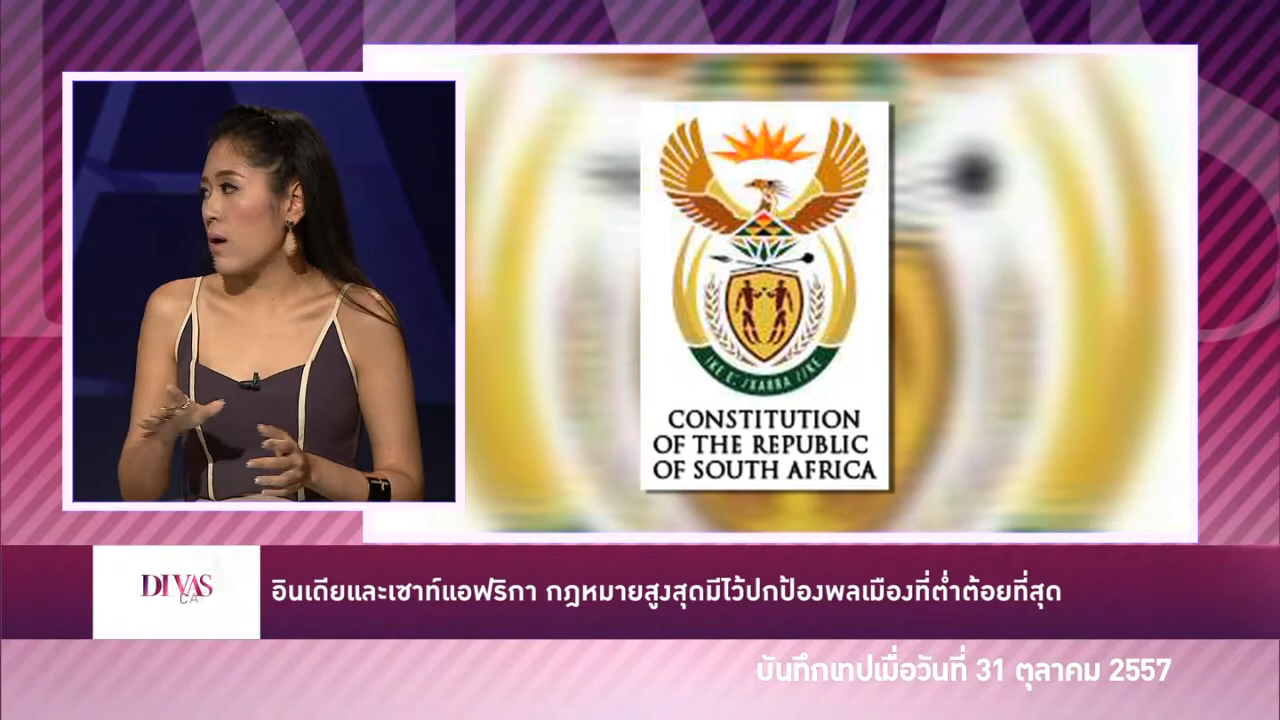 CONSTITUTION
OF THE REPUBLIC
OF SOUTH AFRICA
DIVAS
CA
อินเดียและเซาท์แอฟริกา กฎหมายสูงสุดมีไว้ปกป้องพลเมืองที่ต่ำต้อยที่สุด
บันทึกเทปเมื่อวันที่ 31 ตุลาคม 2557